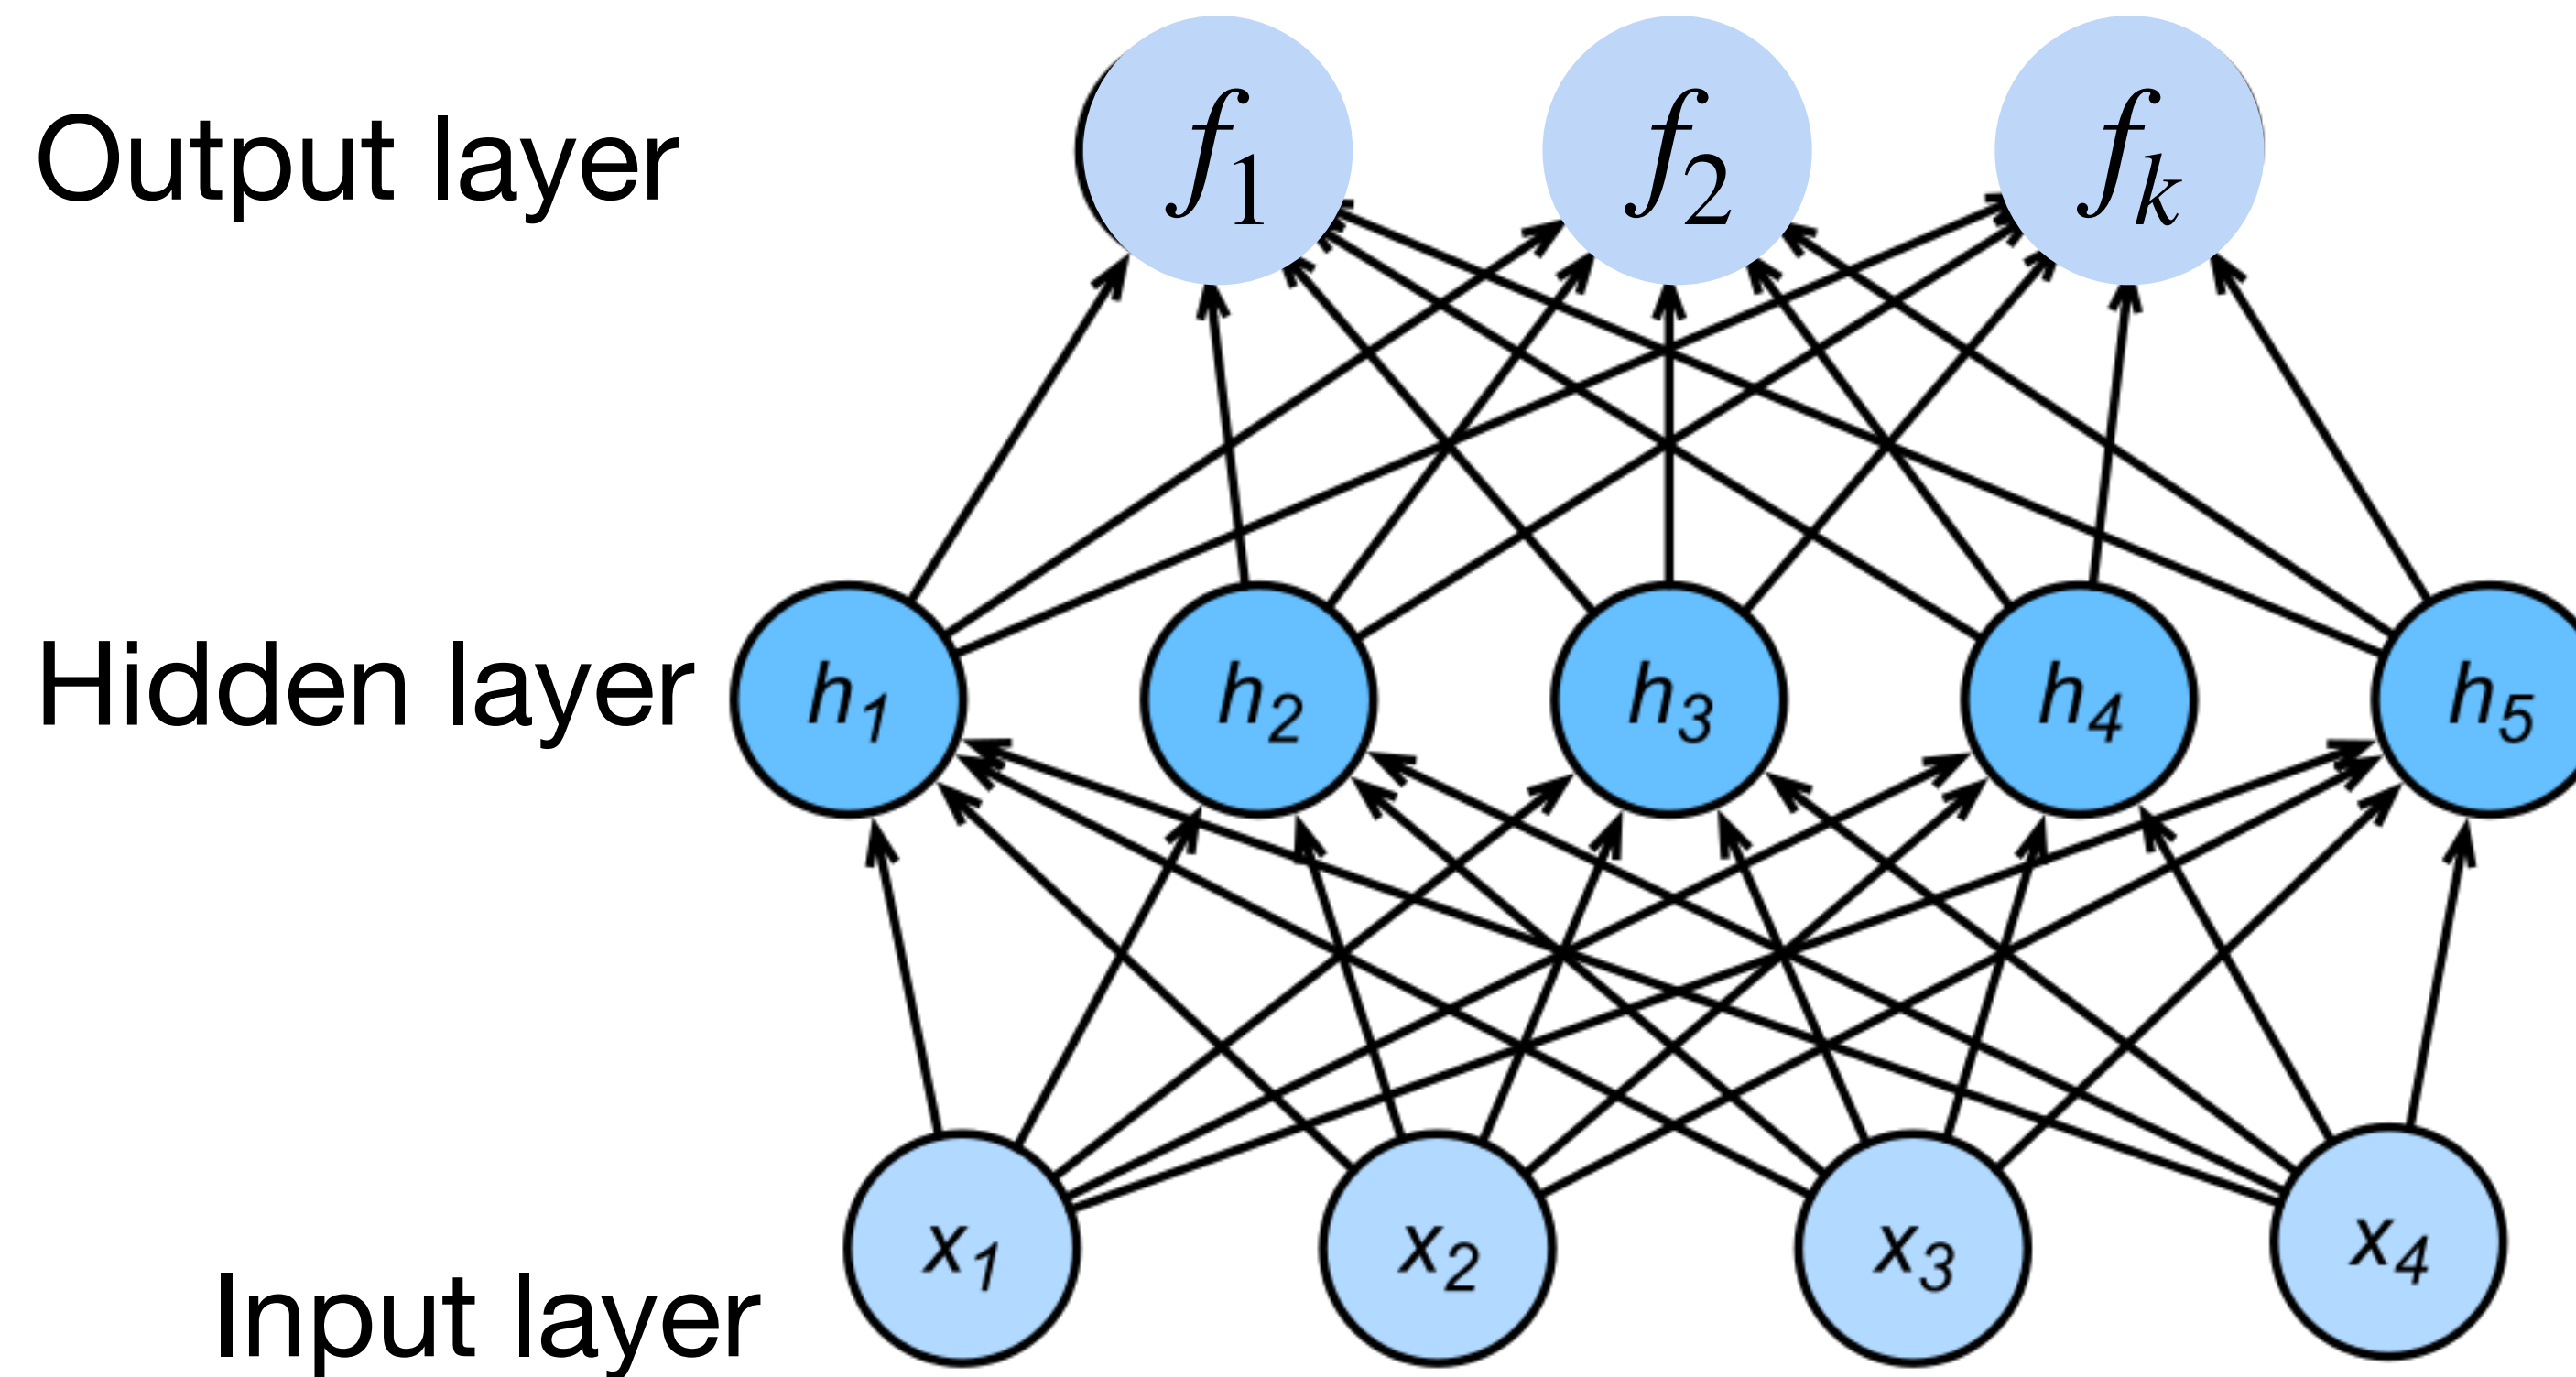 Output layer f₁ f₂ fₖ
Hidden layer h₁ h₂ h₃ h₄ h₅
x₁ x₂ x₃ x₄
Input layer